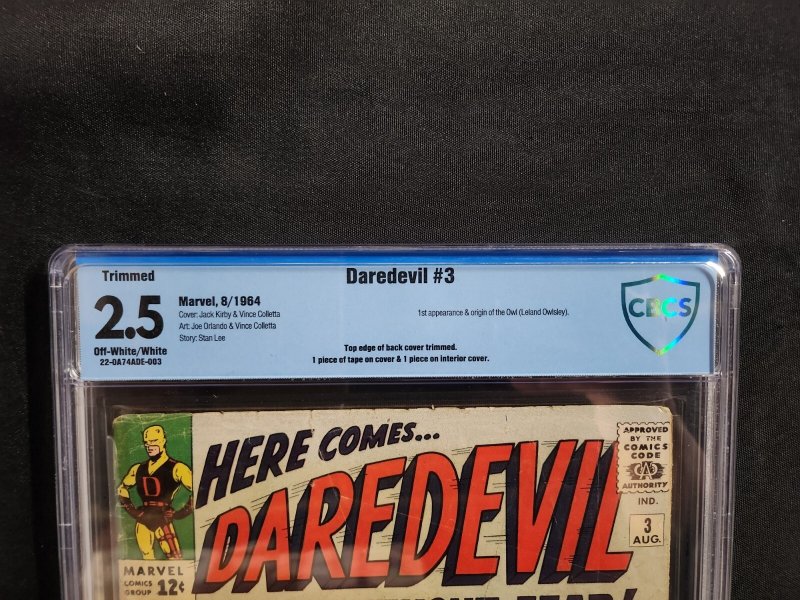 Trimmed
Daredevil #3
2.5
Marvel, 8/1964
Cover: Jack Kirby & Vince Colletta
Art: Joe Orlando & Vince Colletta
Story: Stan Lee
1st appearance & origin of the Owl (Leland Owlsley).
Off-White/White
22-0A74ADE-003
Top edge of back cover trimmed.
1 piece of tape on cover & 1 piece on interior cover.
CBCS
HERE COMES...
DAREDEVIL
D
APPROVED
BY THE
COMICS
CODE
CA
AUTHORITY
IND.
3
AUG.
MARVEL
COMICS
GROUP 12¢
FEAR!